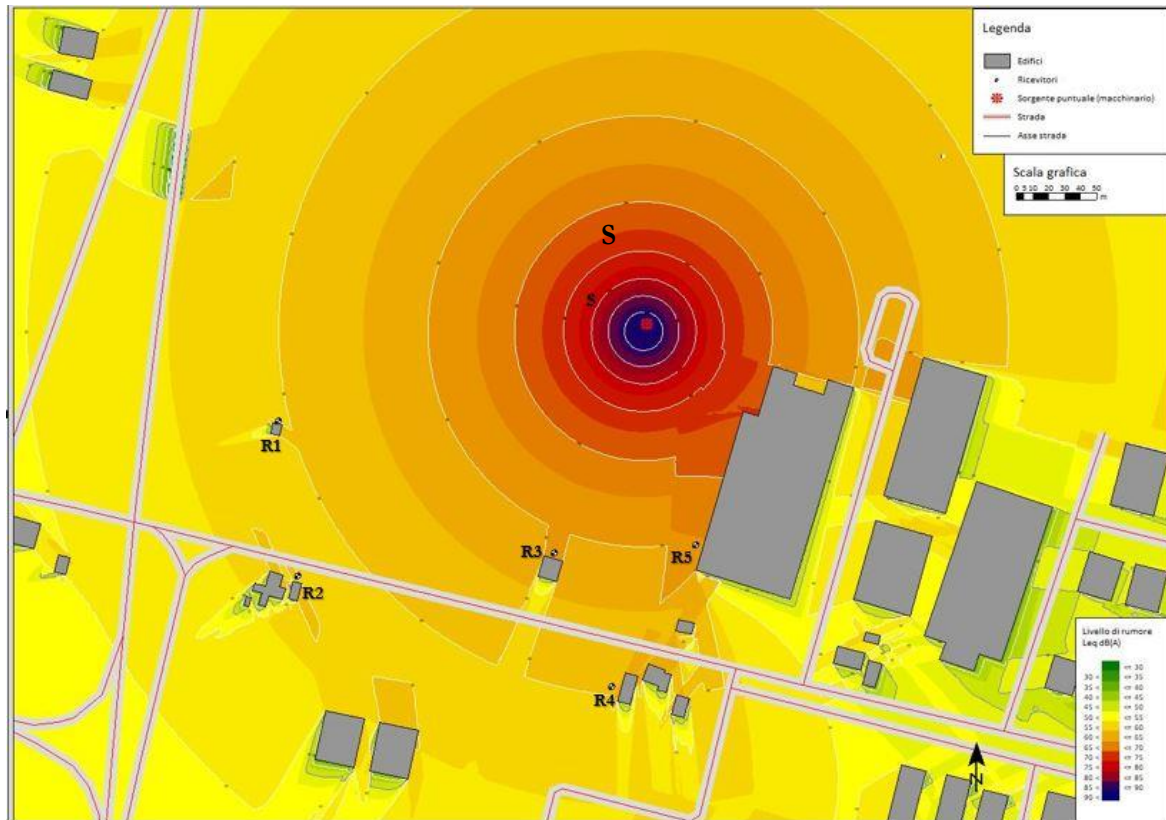 Legenda
Edifici
Ricevitori
Sorgente puntuale (macchinario)
Strada
Asse strada
Scala grafica
0 5 10 20 30 40 50
m
S
s
R1
R3
R5
R2
R4
N
Livello di rumore
Leq dB(A)
<= 30
30 < <= 35
35 < <= 40
40 < <= 45
45 < <= 50
50 < <= 55
55 < <= 60
60 < <= 65
65 < <= 70
70 < <= 75
75 < <= 80
80 < <= 85
85 < <= 90
90 <